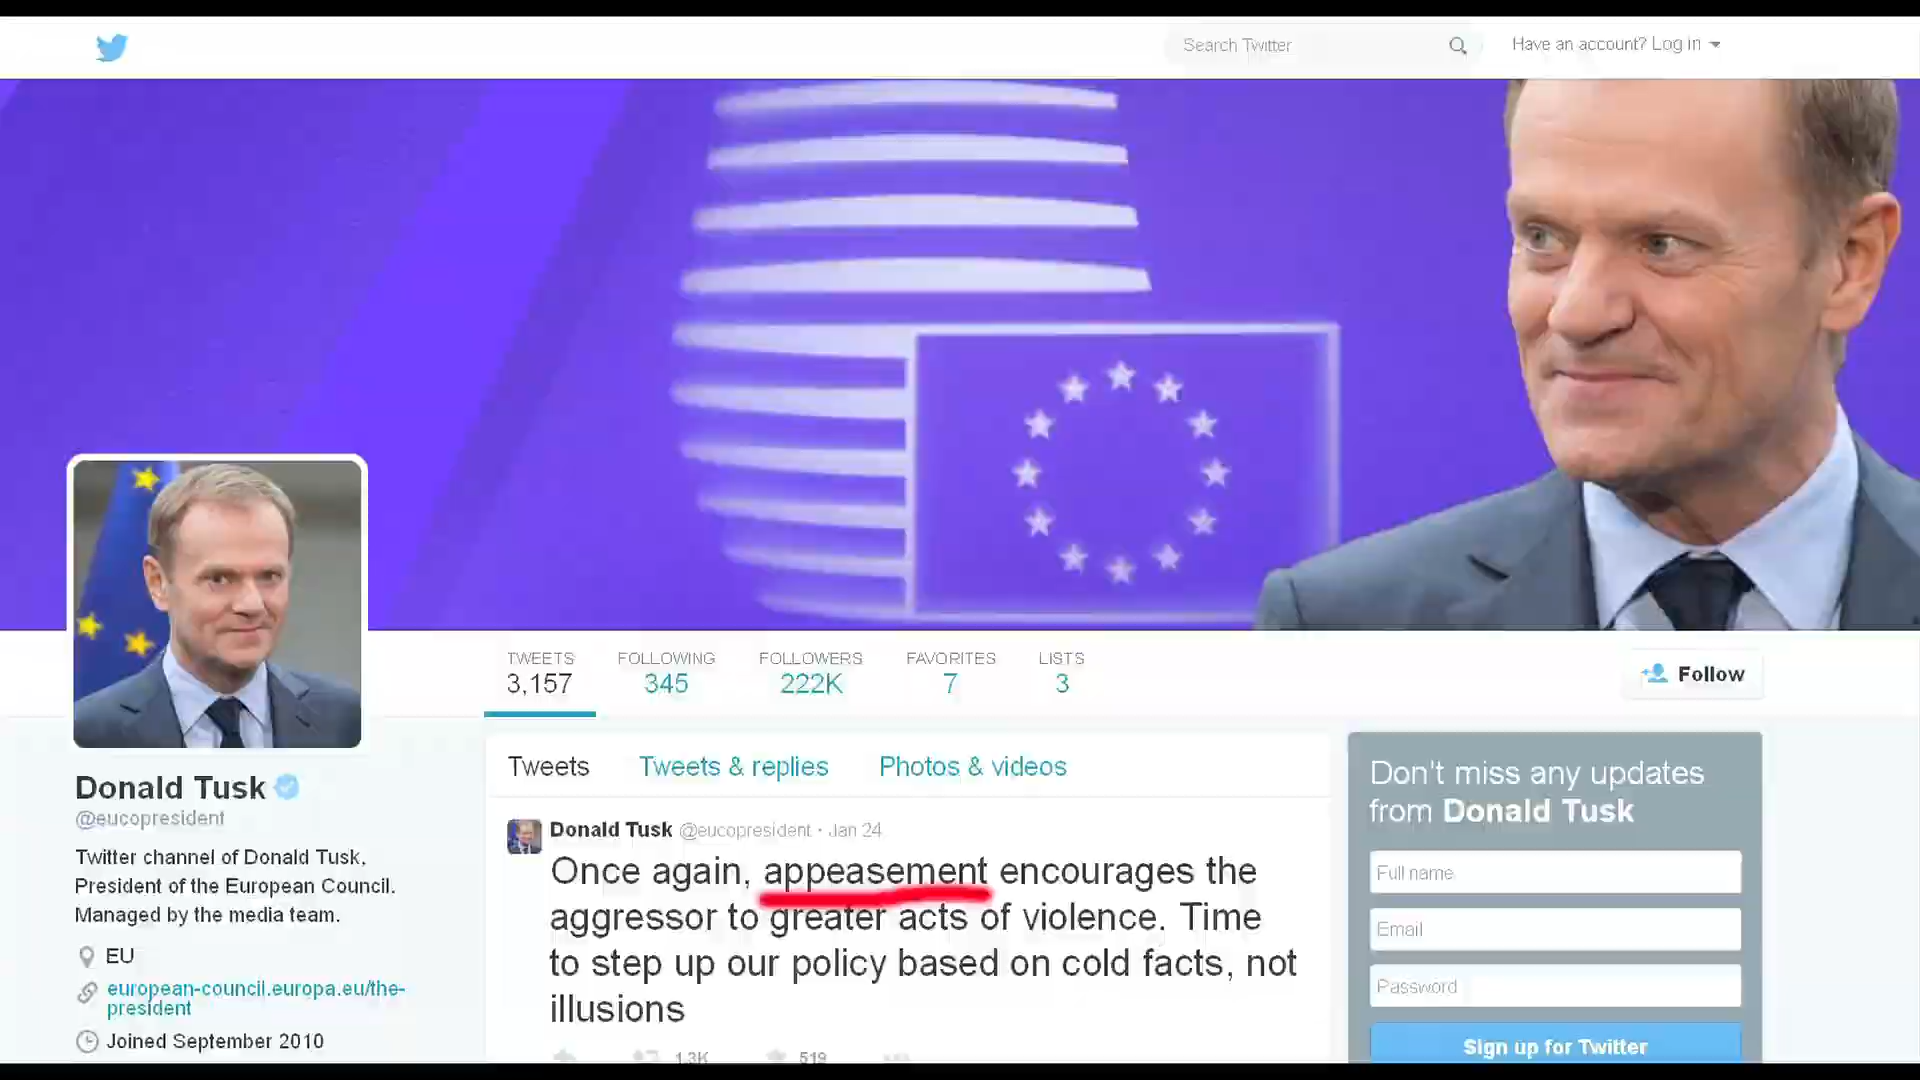 Search Twitter
Have an account? Log in
TWEETS
3,157
FOLLOWING
345
FOLLOWERS
222K
FAVORITES
7
LISTS
3
Follow
Donald Tusk
@eucopresident
Twitter channel of Donald Tusk,
President of the European Council.
Managed by the media team.
EU
european-council.europa.eu/the-
president
Joined September 2010
Tweets
Tweets & replies
Photos & videos
Donald Tusk @eucopresident · Jan 24
Once again, appeasement encourages the
aggressor to greater acts of violence. Time
to step up our policy based on cold facts, not
illusions
1.3K
519
Don't miss any updates
from Donald Tusk
Full name
Email
Password
Sign up for Twitter